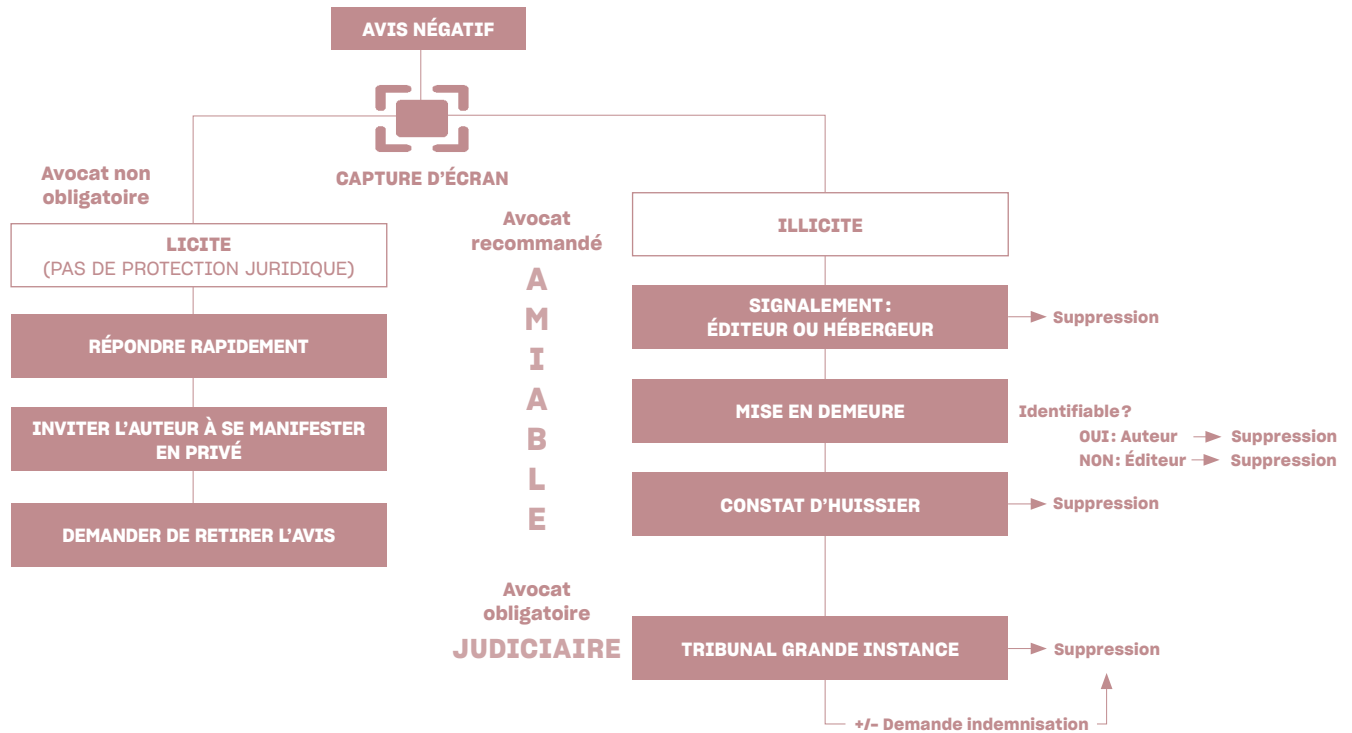 AVIS NÉGATIF
CAPTURE D'ÉCRAN
Avocat non
obligatoire
LICITE
(PAS DE PROTECTION JURIDIQUE)
RÉPONDRE RAPIDEMENT
INVITER L'AUTEUR À SE MANIFESTER
EN PRIVÉ
DEMANDER DE RETIRER L'AVIS
Avocat
recommandé
A
M
I
A
B
L
E
Avocat
obligatoire
JUDICIAIRE
ILLICITE
SIGNALEMENT :
ÉDITEUR OU HÉBERGEUR
Suppression
MISE EN DEMEURE
Identifiable ?
OUI : Auteur Suppression
NON : Éditeur Suppression
CONSTAT D'HUISSIER
Suppression
TRIBUNAL GRANDE INSTANCE
Suppression
+/- Demande indemnisation